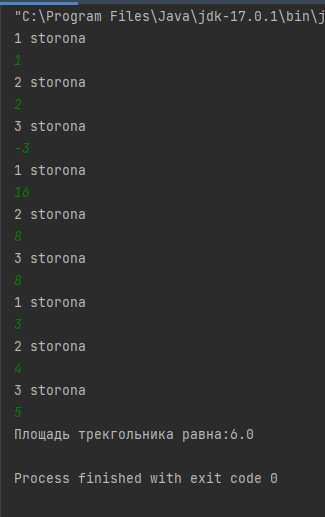 "C:\Program Files\Java\jdk-17.0.1\bin\j
1 storona
1
2 storona
2
3 storona
-3
1 storona
16
2 storona
8
3 storona
8
1 storona
3
2 storona
4
3 storona
5
Площадь трекгольника равна:6.0
Process finished with exit code 0